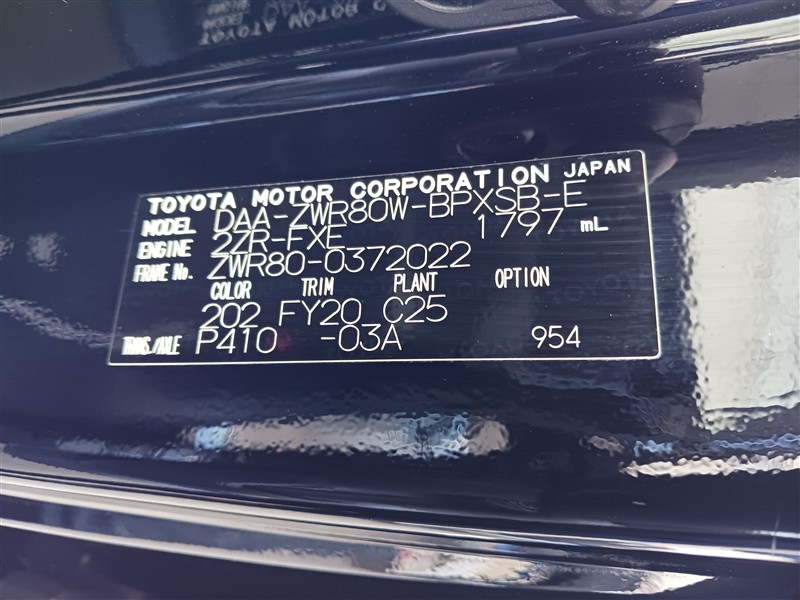 TOYOTA MOTOR CORPORATION JAPAN
MODEL DAA-ZWR80W-BPXSB-E
ENGINE 2ZR-FXE 1797 mL
FRAME No. ZWR80-0372022
COLOR TRIM PLANT OPTION
202 FY20 C25
TRANS./AXLE P410 -03A 954